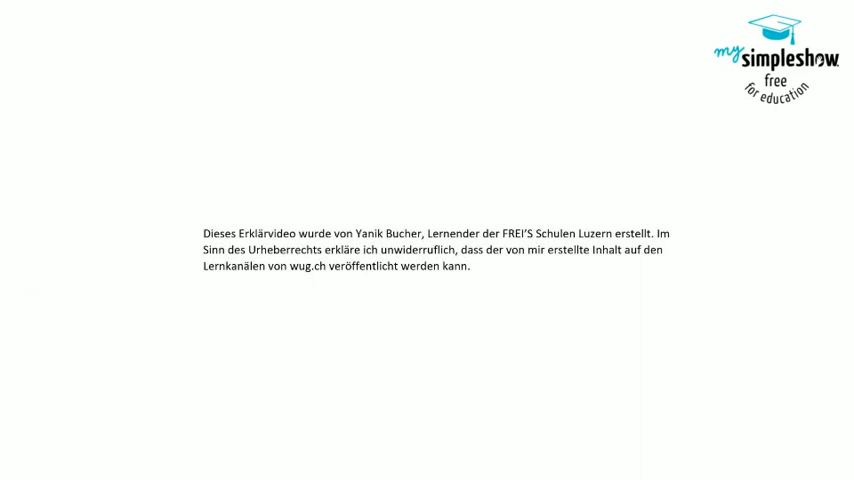 my
simpleshow
free
for education
Dieses Erklärvideo wurde von Yanik Bucher, Lernender der FREI'S Schulen Luzern erstellt. Im
Sinn des Urheberrechts erkläre ich unwiderruflich, dass der von mir erstellte Inhalt auf den
Lernkanälen von wug.ch veröffentlicht werden kann.